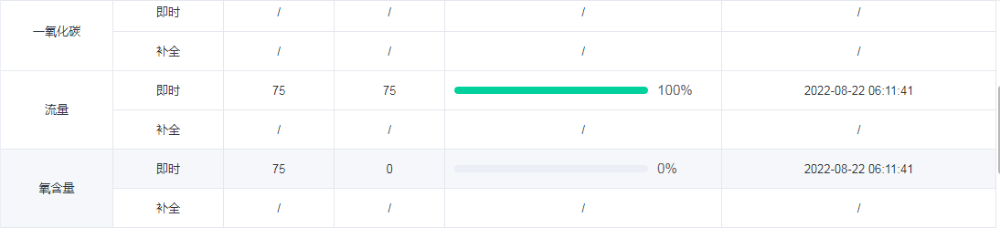 即时 / / / /
一氧化碳
补全 / / / /
即时 75 75 100% 2022-08-22 06:11:41
流量
补全 / / / /
即时 75 0 0% 2022-08-22 06:11:41
氧含量
补全 / / / /